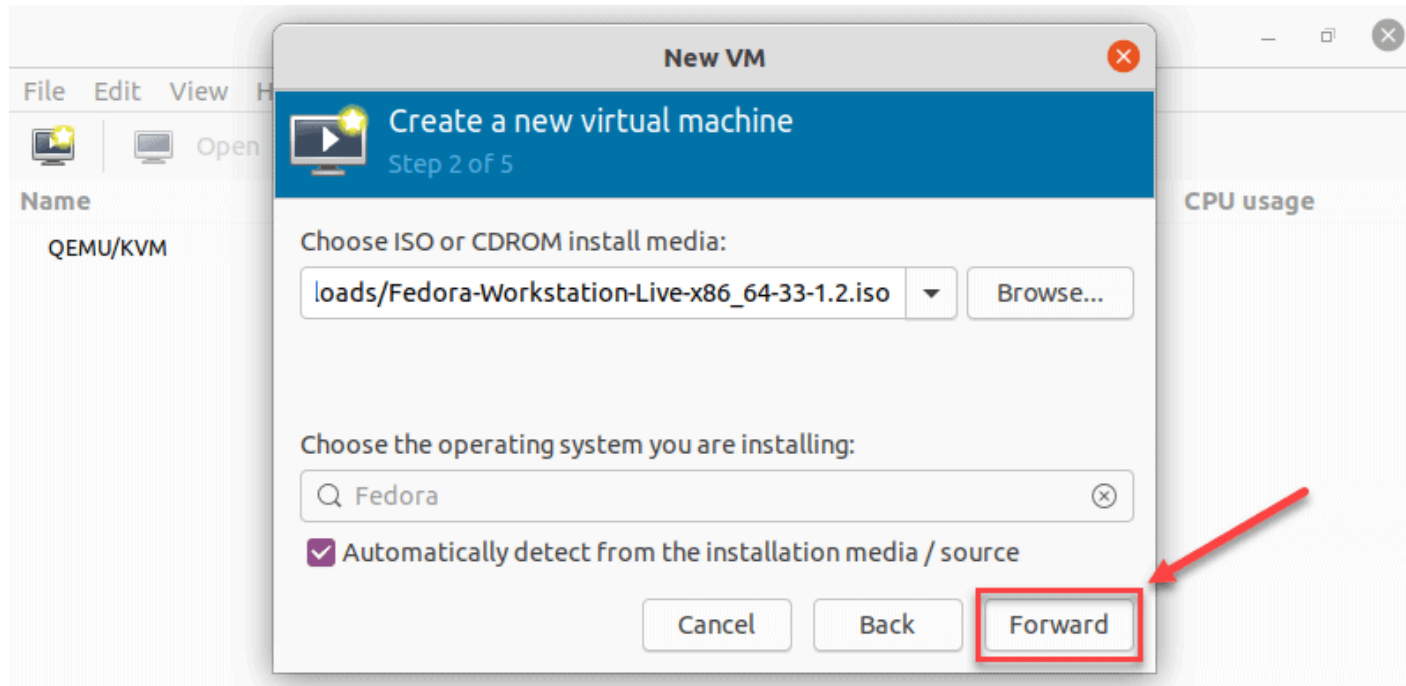 New VM
File Edit View H
Create a new virtual machine
Step 2 of 5
Open
Name
CPU usage
QEMU/KVM
Choose ISO or CDROM install media:
loads/Fedora-Workstation-Live-x86_64-33-1.2.iso
Browse...
Choose the operating system you are installing:
Fedora
Automatically detect from the installation media / source
Cancel
Back
Forward